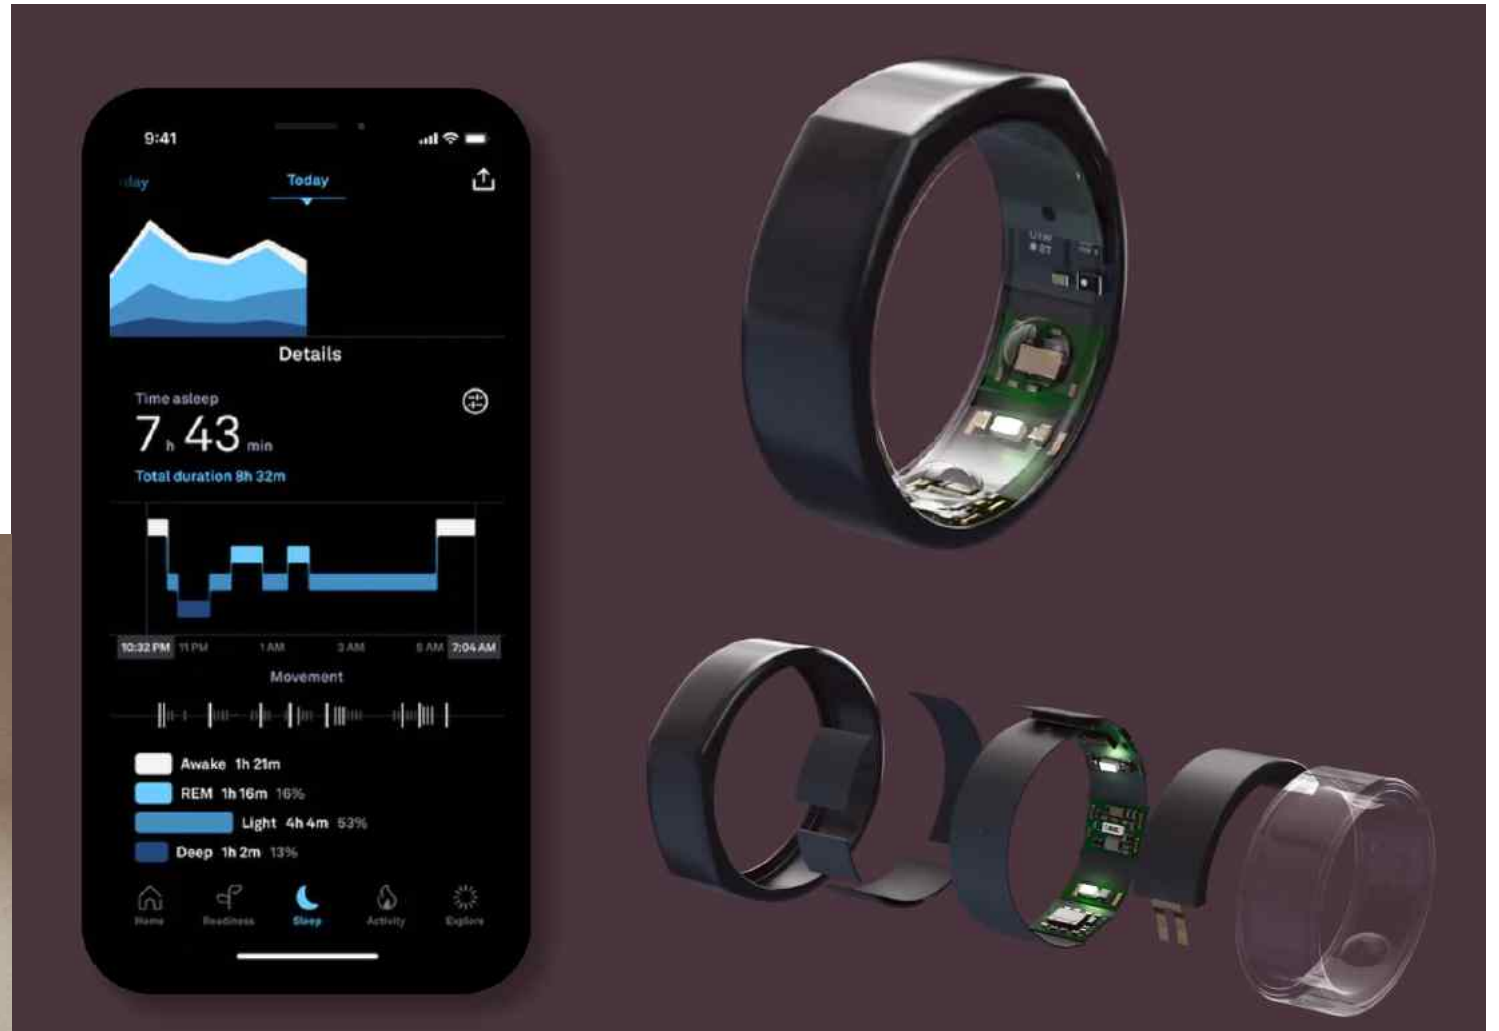 9:41
Today
Details
Time asleep
7 h 43 min
Total duration 8h 32m
10:32 PM 11 PM 1 AM 3 AM 5 AM 7:04 AM
Movement
Awake 1h 21m
REM 1h 16m 16%
Light 4h 4m 53%
Deep 1h 2m 13%
Home Readiness Sleep Activity Explore